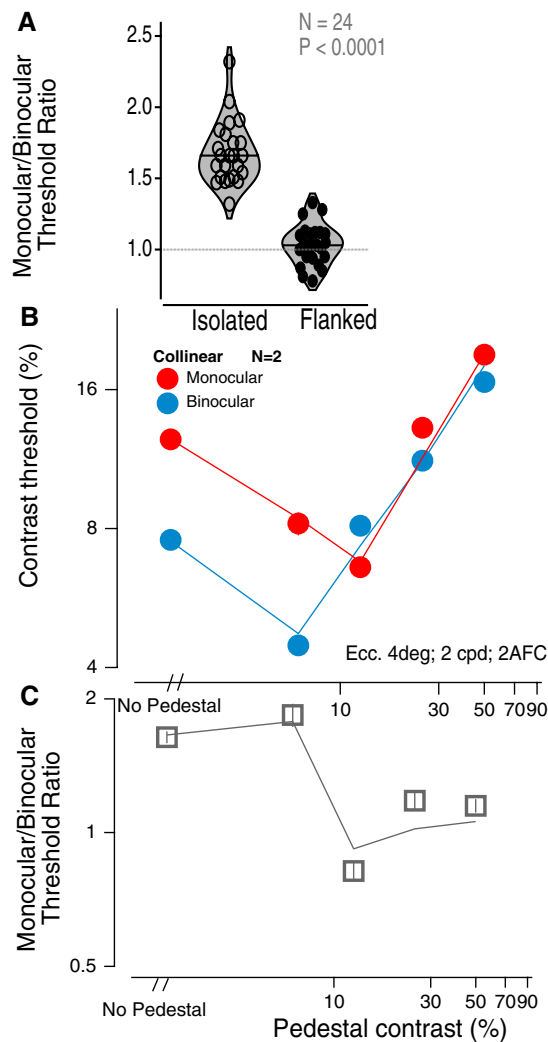 A
N = 24
P < 0.0001
Monocular/Binocular
Threshold Ratio
2.5
2.0
1.5
1.0
Isolated Flanked
B
Contrast threshold (%)
Collinear N=2
Monocular
Binocular
16
8
4
Ecc. 4deg; 2 cpd; 2AFC
No Pedestal 10 30 50 70 90
C
Monocular/Binocular
Threshold Ratio
2
1
0.5
No Pedestal 10 30 50 70 90
Pedestal contrast (%)